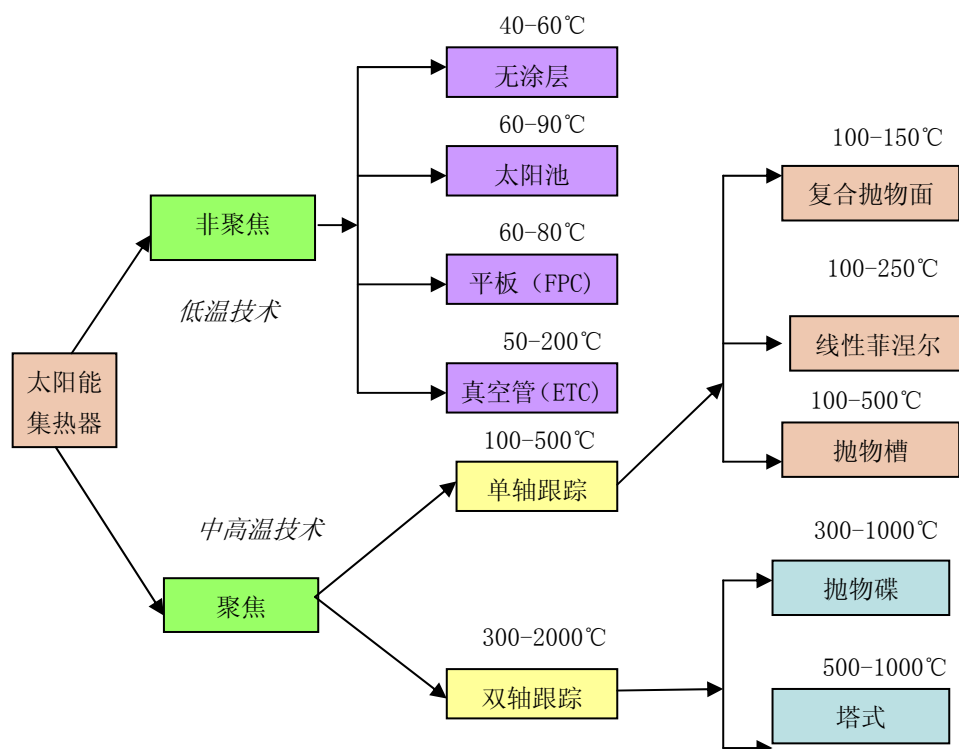 40-60℃
无涂层
60-90℃
太阳池
100-150℃
复合抛物面
非聚焦
60-80℃
平板（FPC)
100-250℃
低温技术
50-200℃
线性菲涅尔
太阳能
集热器
真空管(ETC)
100-500℃
抛物槽
100-500℃
单轴跟踪
中高温技术
300-1000℃
抛物碟
聚焦
300-2000℃
双轴跟踪
500-1000℃
塔式